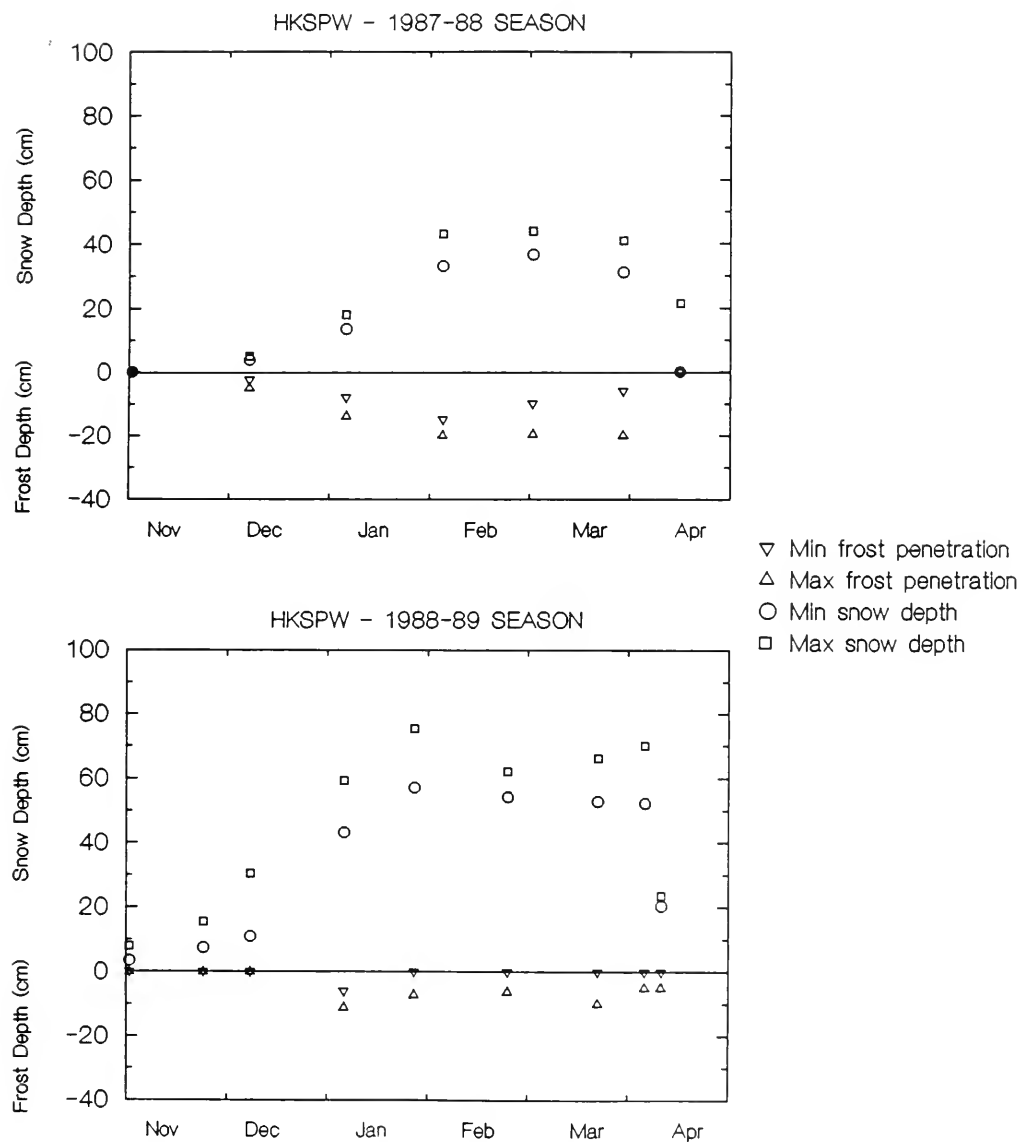 HKSPW - 1987-88 SEASON
100
80
60
40
20
0
-20
-40
Snow Depth (cm)
Frost Depth (cm)
Nov Dec Jan Feb Mar Apr
▽ Min frost penetration
△ Max frost penetration
○ Min snow depth
□ Max snow depth
HKSPW - 1988-89 SEASON
100
80
60
40
20
0
-20
-40
Snow Depth (cm)
Frost Depth (cm)
Nov Dec Jan Feb Mar Apr